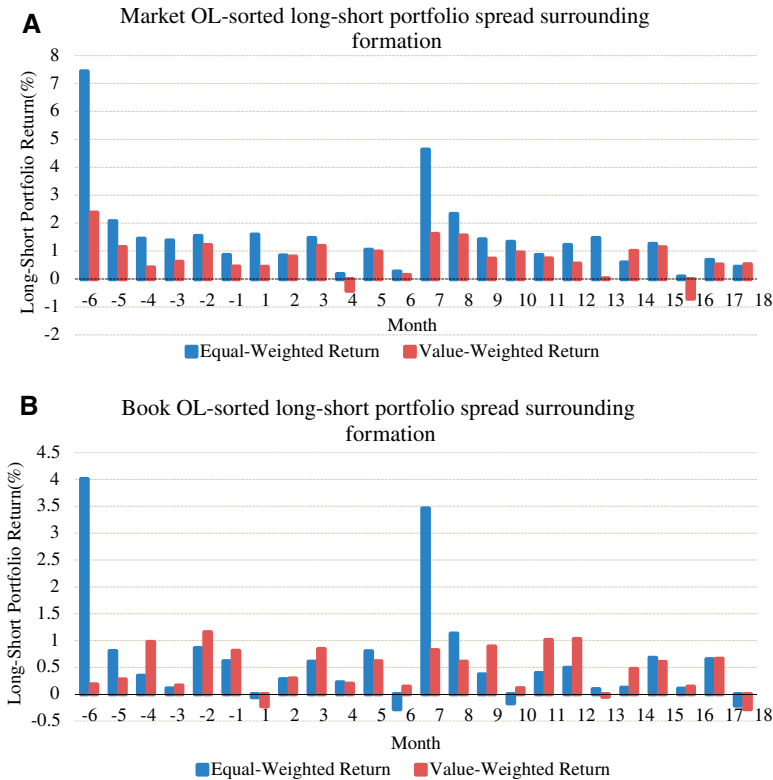 A
Market OL-sorted long-short portfolio spread surrounding
formation
Long-Short Portfolio Return(%)
8
7
6
5
4
3
2
1
0
-1
-2
-6 -5 -4 -3 -2 -1 1 2 3 4 5 6 7 8 9 10 11 12 13 14 15 16 17 18
Month
Equal-Weighted Return Value-Weighted Return
B
Book OL-sorted long-short portfolio spread surrounding
formation
Long-Short Portfolio Return(%)
4.5
4
3.5
3
2.5
2
1.5
1
0.5
0
-0.5
-6 -5 -4 -3 -2 -1 1 2 3 4 5 6 7 8 9 10 11 12 13 14 15 16 17 18
Month
Equal-Weighted Return Value-Weighted Return